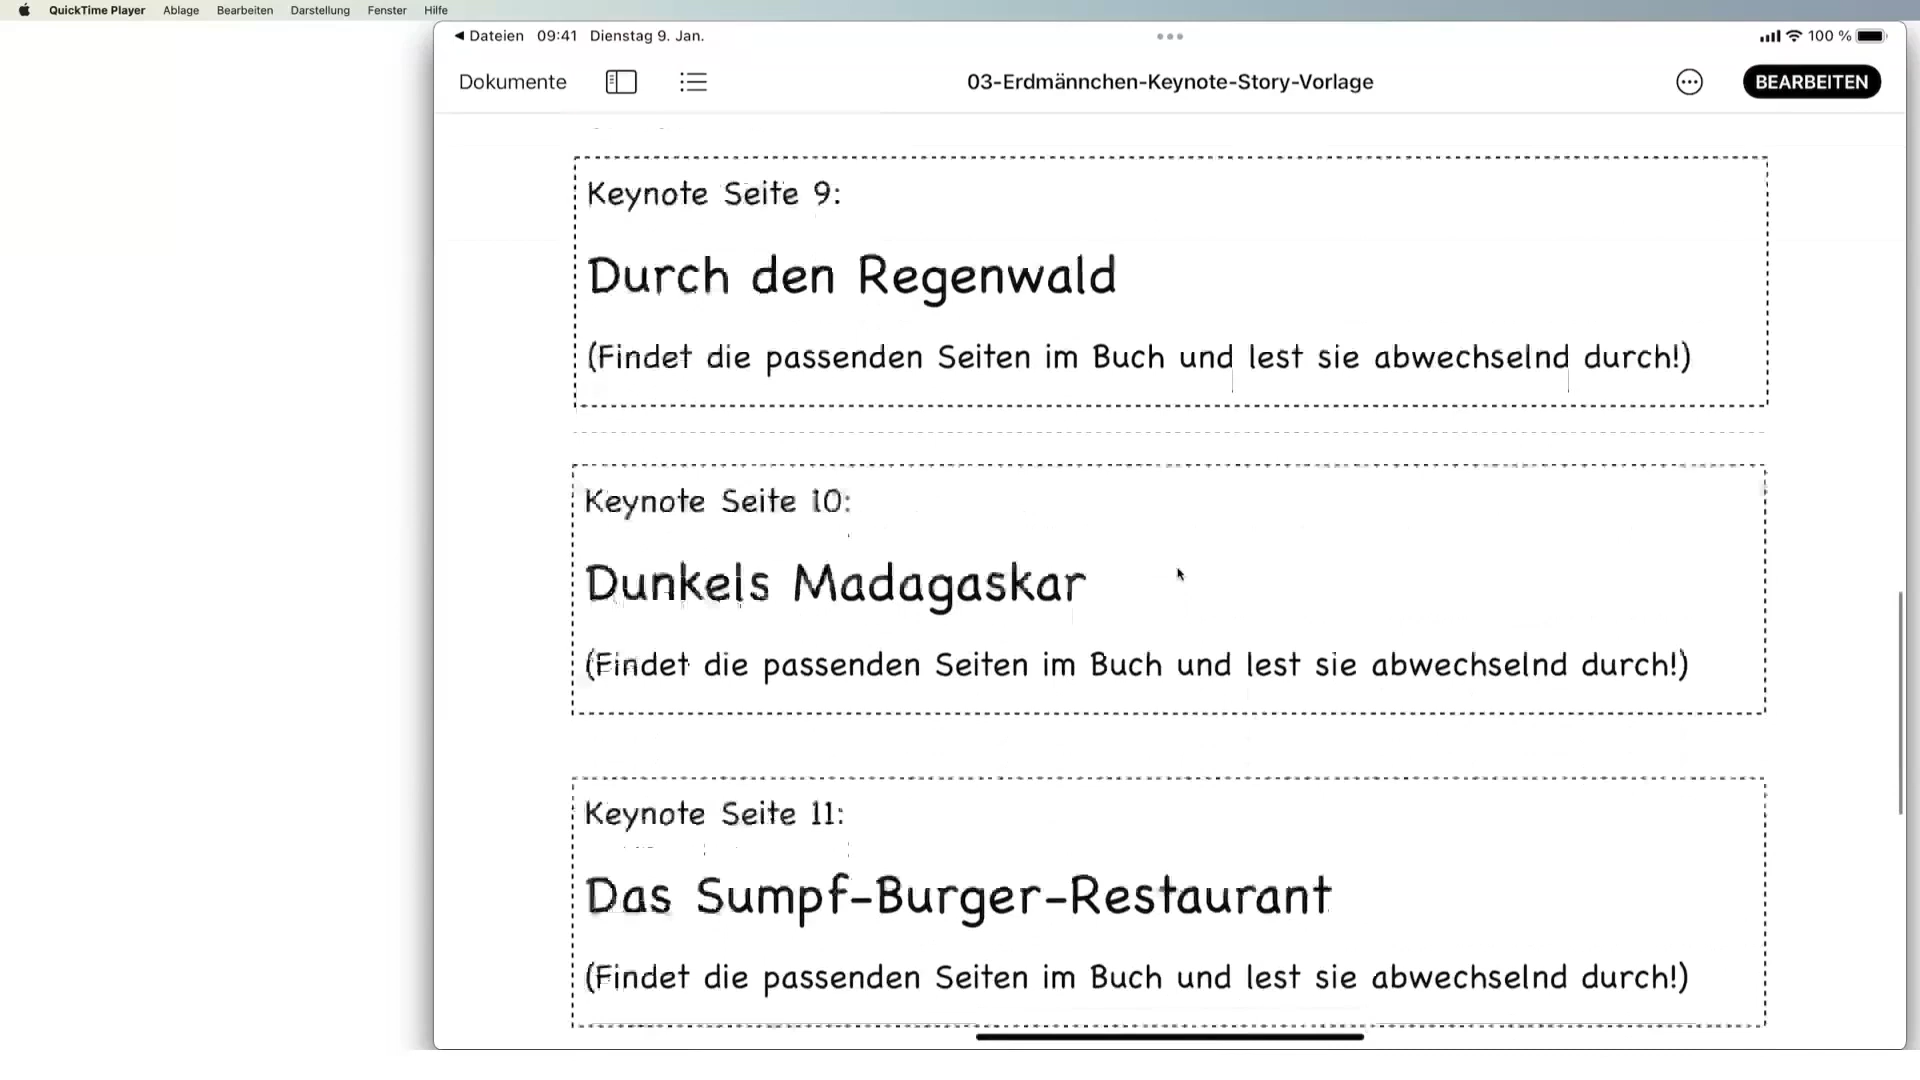 QuickTime Player Ablage Bearbeiten Darstellung Fenster Hilfe
Dateien 09:41 Dienstag 9. Jan. 100 %
Dokumente 03-Erdmännchen-Keynote-Story-Vorlage BEARBEITEN
Keynote Seite 9:
Durch den Regenwald
(Findet die passenden Seiten im Buch und lest sie abwechselnd durch!)
Keynote Seite 10:
Dunkels Madagaskar
(Findet die passenden Seiten im Buch und lest sie abwechselnd durch!)
Keynote Seite 11:
Das Sumpf-Burger-Restaurant
(Findet die passenden Seiten im Buch und lest sie abwechselnd durch!)